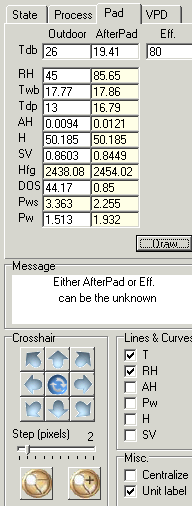 State Process Pad VPD
Outdoor AfterPad Eff.
Tdb 26 19.41 80
RH 45 85.65
Twb 17.77 17.86
Tdp 13 16.79
AH 0.0094 0.0121
H 50.185 50.185
SV 0.8603 0.8449
Hfg 2438.08 2454.02
DOS 44.17 0.85
Pws 3.363 2.255
Pw 1.513 1.932
Draw
Message
Either AfterPad or Eff.
can be the unknown
Crosshair
Step (pixels) 2
Lines & Curves
T
RH
AH
Pw
H
SV
Misc.
Centralize
Unit label